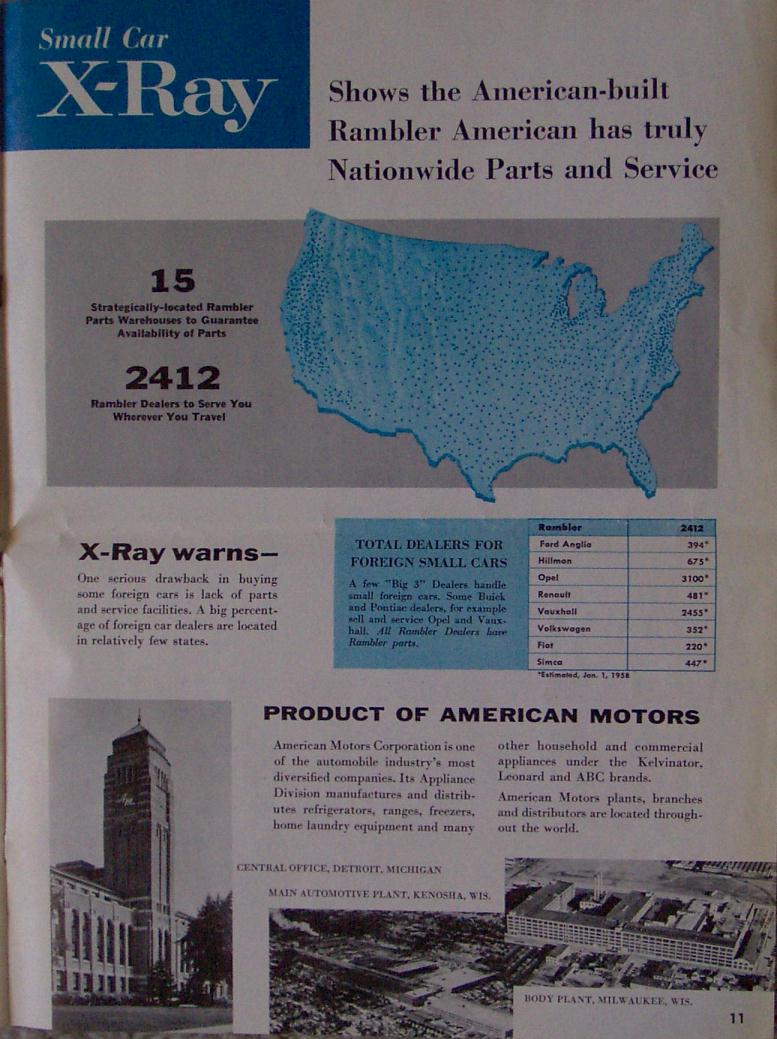 Small Car
X-Ray
Shows the American-built
Rambler American has truly
Nationwide Parts and Service
15
Strategically-located Rambler
Parts Warehouses to Guarantee
Availability of Parts
2412
Rambler Dealers to Serve You
Wherever You Travel
X-Ray warns—
One serious drawback in buying
some foreign cars is lack of parts
and service facilities. A big percent-
age of foreign car dealers are located
in relatively few states.
TOTAL DEALERS FOR
FOREIGN SMALL CARS
A few "Big 3" Dealers handle
small foreign cars. Some Buick
and Pontiac dealers, for example
sell and service Opel and Vaux-
hall. All Rambler Dealers have
Rambler parts.
Rambler 2412
Ford Anglia 394*
Hillman 675*
Opel 3100*
Renault 481*
Vauxhall 2455*
Volkswagen 352*
Fiat 220*
Simca 447*
*Estimated, Jan. 1, 1958
PRODUCT OF AMERICAN MOTORS
American Motors Corporation is one
of the automobile industry's most
diversified companies. Its Appliance
Division manufactures and distrib-
utes refrigerators, ranges, freezers,
home laundry equipment and many
other household and commercial
appliances under the Kelvinator,
Leonard and ABC brands.
American Motors plants, branches
and distributors are located through-
out the world.
CENTRAL OFFICE, DETROIT, MICHIGAN
MAIN AUTOMOTIVE PLANT, KENOSHA, WIS.
BODY PLANT, MILWAUKEE, WIS.
11